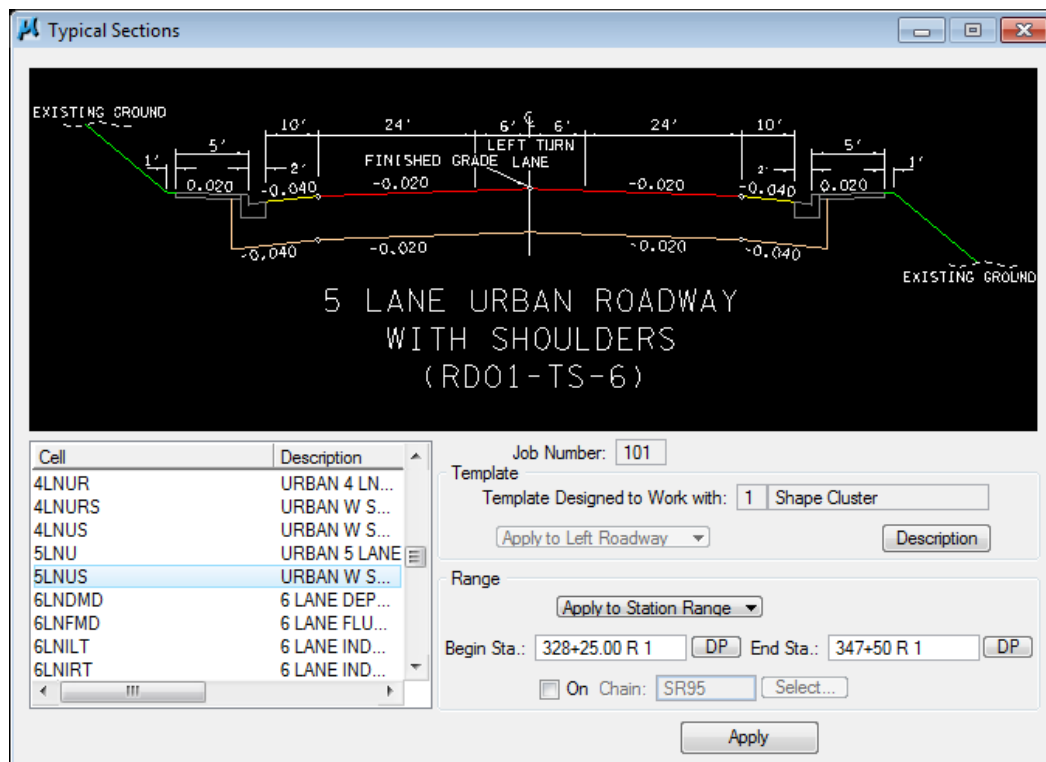 Typical Sections
EXISTING GROUND
10' 24' 6' 6' 24' 10'
5' LEFT TURN 5'
1' 2' FINISHED GRADE LANE 2' 1'
0.020 -0.040 -0.020 -0.020 -0.040 0.020
-0.040 -0.020 -0.020 -0.040
EXISTING GROUND
5 LANE URBAN ROADWAY
WITH SHOULDERS
(RD01-TS-6)
Cell Description
4LNUR URBAN 4 LN...
4LNURS URBAN W S...
4LNUS URBAN W S...
5LNU URBAN 5 LANE
5LNUS URBAN W S...
6LNDMD 6 LANE DEP...
6LNFMD 6 LANE FLU...
6LNILT 6 LANE IND...
6LNIRT 6 LANE IND...
Job Number: 101
Template
Template Designed to Work with: 1 Shape Cluster
Apply to Left Roadway Description
Range
Apply to Station Range
Begin Sta.: 328+25.00 R 1 DP End Sta.: 347+50 R 1 DP
On Chain: SR95 Select...
Apply